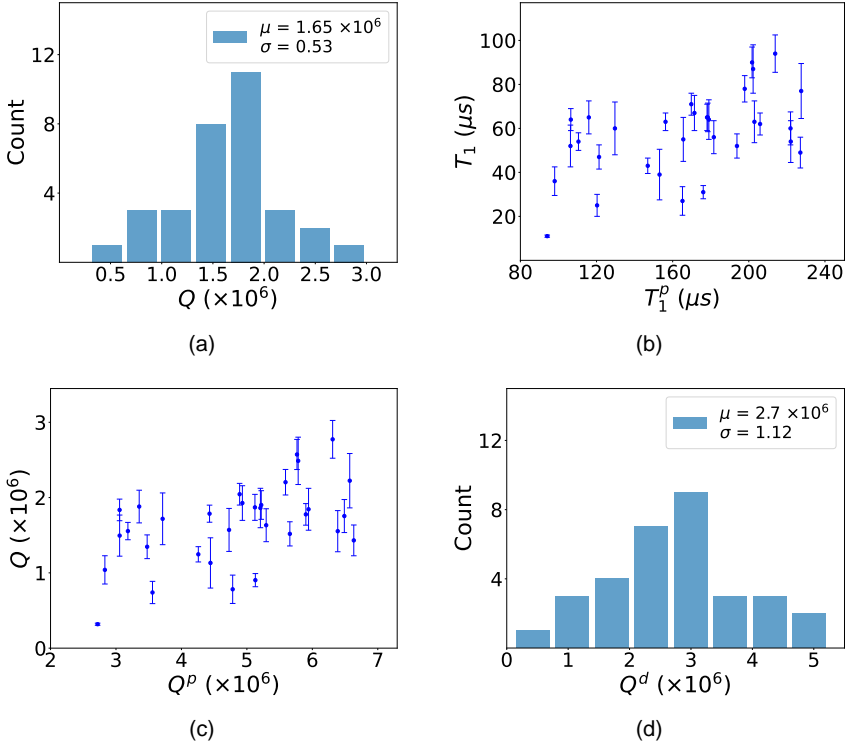 μ = 1.65 ×10⁶
σ = 0.53
12
8
4
Count
0.5 1.0 1.5 2.0 2.5 3.0
Q (×10⁶)
(a)
100
80
60
40
20
T₁ (μs)
80 120 160 200 240
T₁ᵖ (μs)
(b)
3
2
1
0
Q (×10⁶)
2 3 4 5 6 7
Qᵖ (×10⁶)
(c)
μ = 2.7 ×10⁶
σ = 1.12
12
8
4
Count
0 1 2 3 4 5
Qᵈ (×10⁶)
(d)